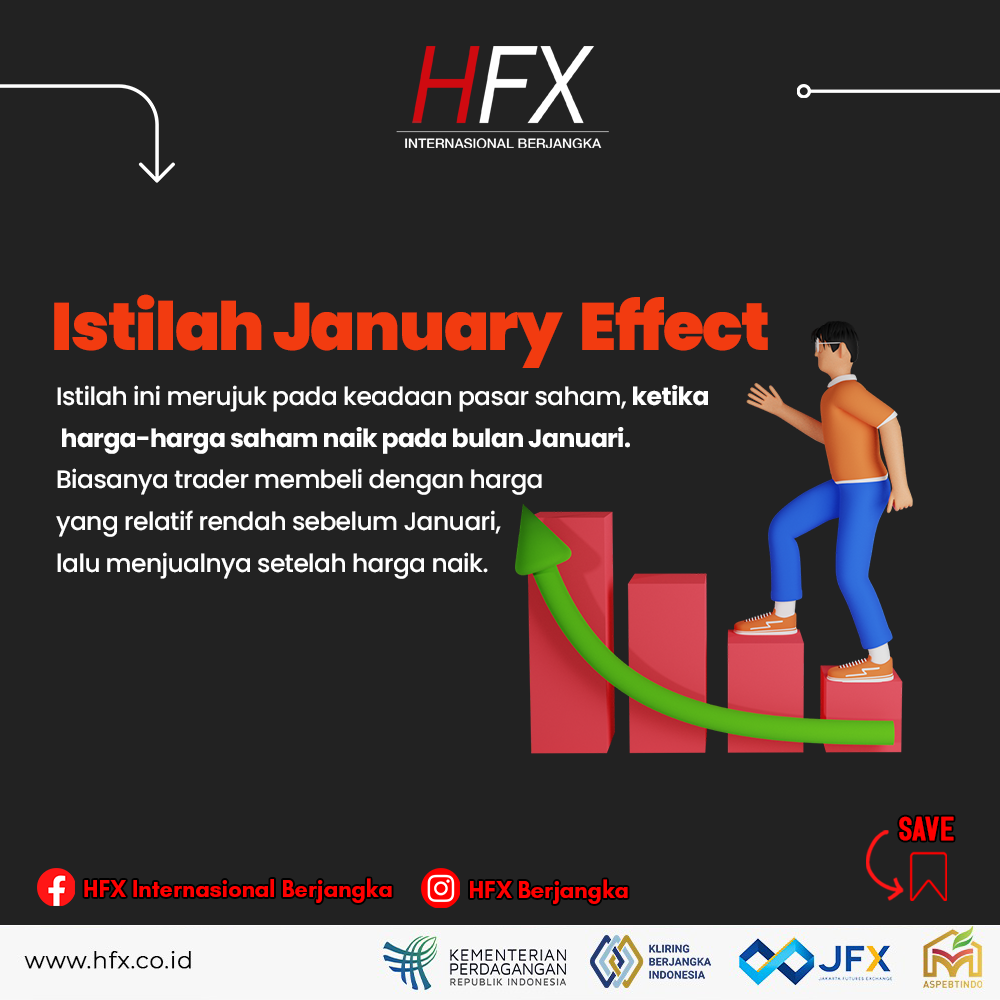 HFX
INTERNASIONAL BERJANGKA
Istilah January Effect
Istilah ini merujuk pada keadaan pasar saham, ketika
harga-harga saham naik pada bulan Januari.
Biasanya trader membeli dengan harga
yang relatif rendah sebelum Januari,
lalu menjualnya setelah harga naik.
SAVE
HFX Internasional Berjangka
HFX Berjangka
www.hfx.co.id
KEMENTERIAN
PERDAGANGAN
REPUBLIK INDONESIA
KLIRING
BERJANGKA
INDONESIA
JFX
JAKARTA FUTURES EXCHANGE
ASPEBTINDO